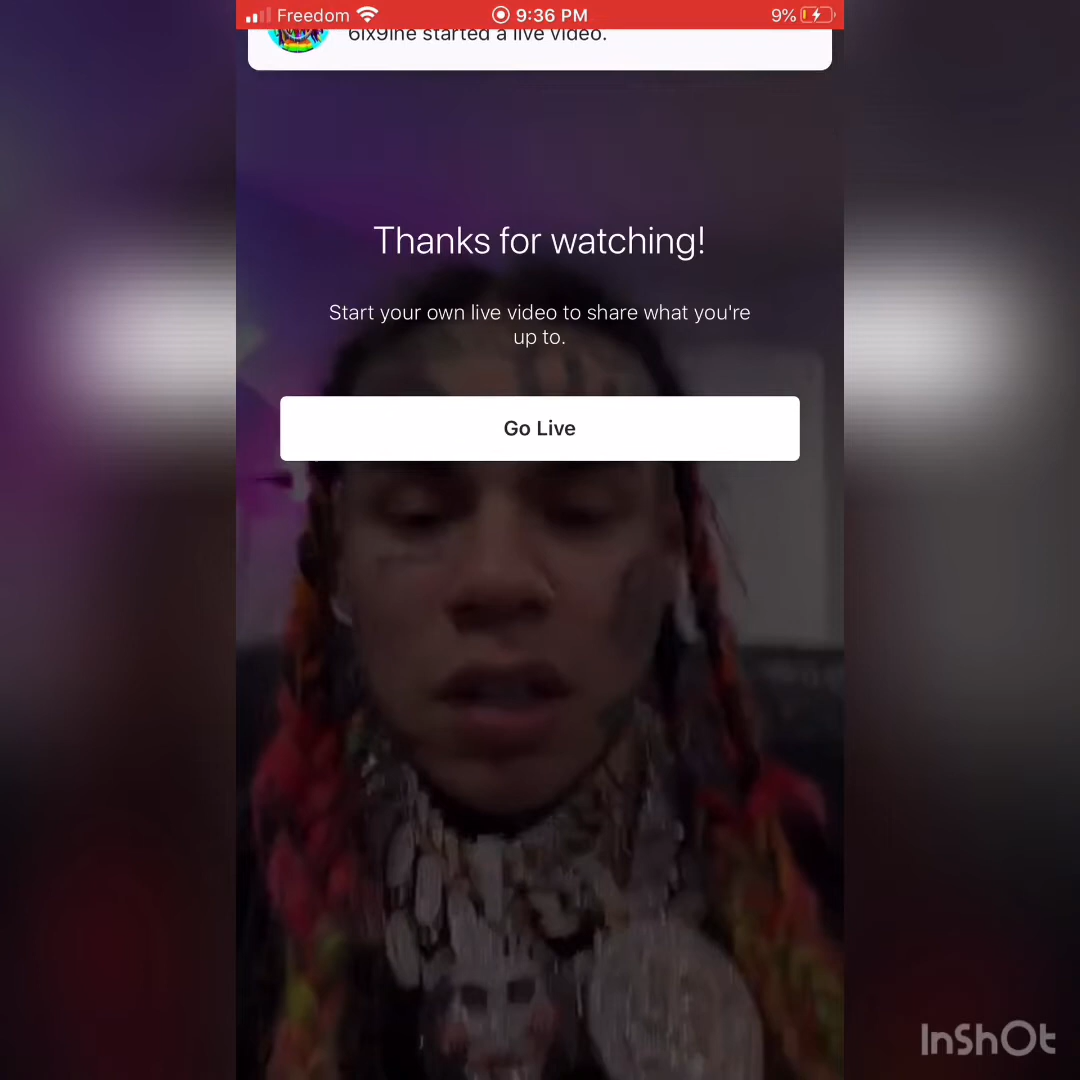 Freedom 9:36 PM 9%
6ix9ine started a live video.
Thanks for watching!
Start your own live video to share what you're
up to.
Go Live
InShOt